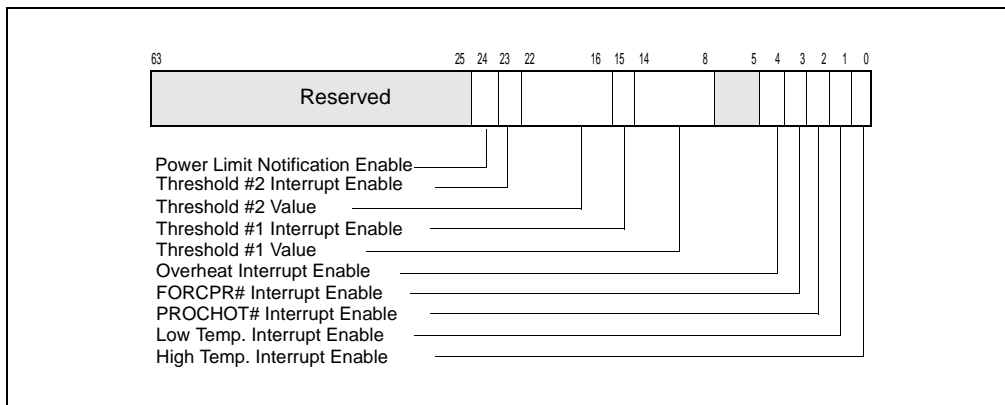 63 25 24 23 22 16 15 14 8 5 4 3 2 1 0
Reserved
Power Limit Notification Enable
Threshold #2 Interrupt Enable
Threshold #2 Value
Threshold #1 Interrupt Enable
Threshold #1 Value
Overheat Interrupt Enable
FORCPR# Interrupt Enable
PROCHOT# Interrupt Enable
Low Temp. Interrupt Enable
High Temp. Interrupt Enable